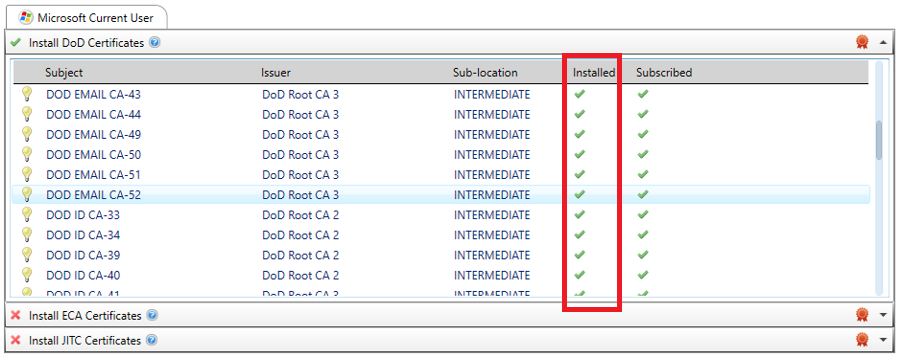 Microsoft Current User
Install DoD Certificates
Subject Issuer Sub-location Installed Subscribed
DOD EMAIL CA-43 DoD Root CA 3 INTERMEDIATE
DOD EMAIL CA-44 DoD Root CA 3 INTERMEDIATE
DOD EMAIL CA-49 DoD Root CA 3 INTERMEDIATE
DOD EMAIL CA-50 DoD Root CA 3 INTERMEDIATE
DOD EMAIL CA-51 DoD Root CA 3 INTERMEDIATE
DOD EMAIL CA-52 DoD Root CA 3 INTERMEDIATE
DOD ID CA-33 DoD Root CA 2 INTERMEDIATE
DOD ID CA-34 DoD Root CA 2 INTERMEDIATE
DOD ID CA-39 DoD Root CA 2 INTERMEDIATE
DOD ID CA-40 DoD Root CA 2 INTERMEDIATE
DOD ID CA-41 DoD Root CA 3 INTERMEDIATE
Install ECA Certificates
Install JITC Certificates